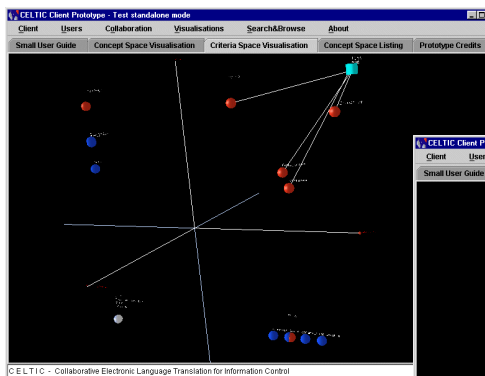 CELTIC Client Prototype - Test standalone mode
Client Users Collaboration Visualisations Search&Browse About
Small User Guide Concept Space Visualisation Criteria Space Visualisation Concept Space Listing Prototype Credits
CELTIC Client P
Client User
Small User Guide
C E L T I C - Collaborative Electronic Language Translation for Information Control